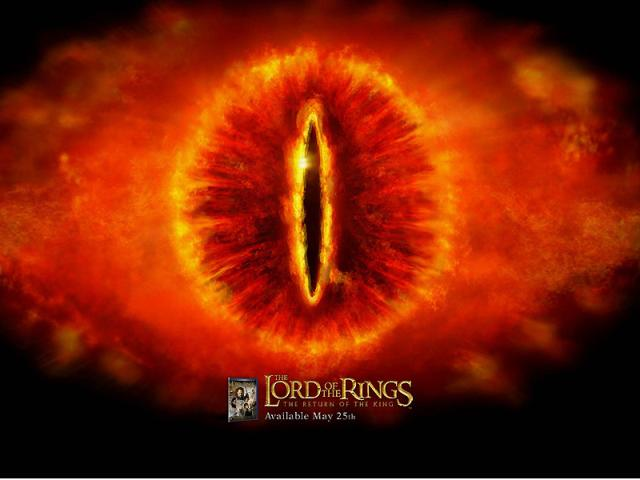 THE
LORD OF THE RINGS
THE RETURN OF THE KING
Available May 25th